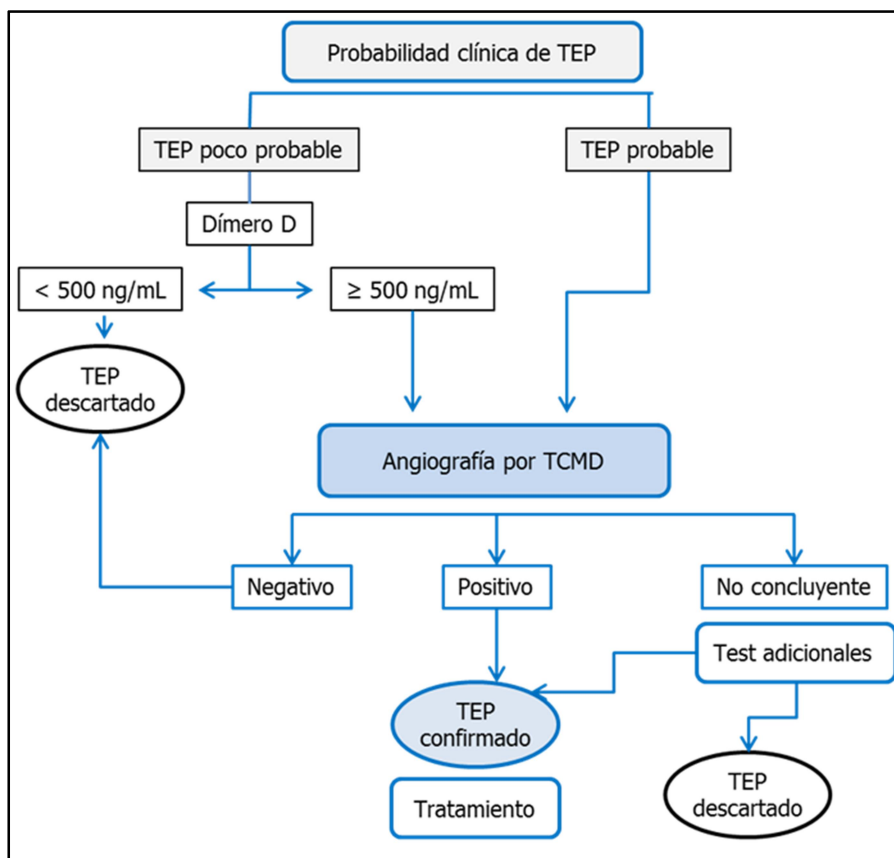 Probabilidad clínica de TEP
TEP poco probable
TEP probable
Dímero D
< 500 ng/mL
≥ 500 ng/mL
TEP
descartado
Angiografía por TCMD
Negativo
Positivo
No concluyente
Test adicionales
TEP
confirmado
TEP
descartado
Tratamiento